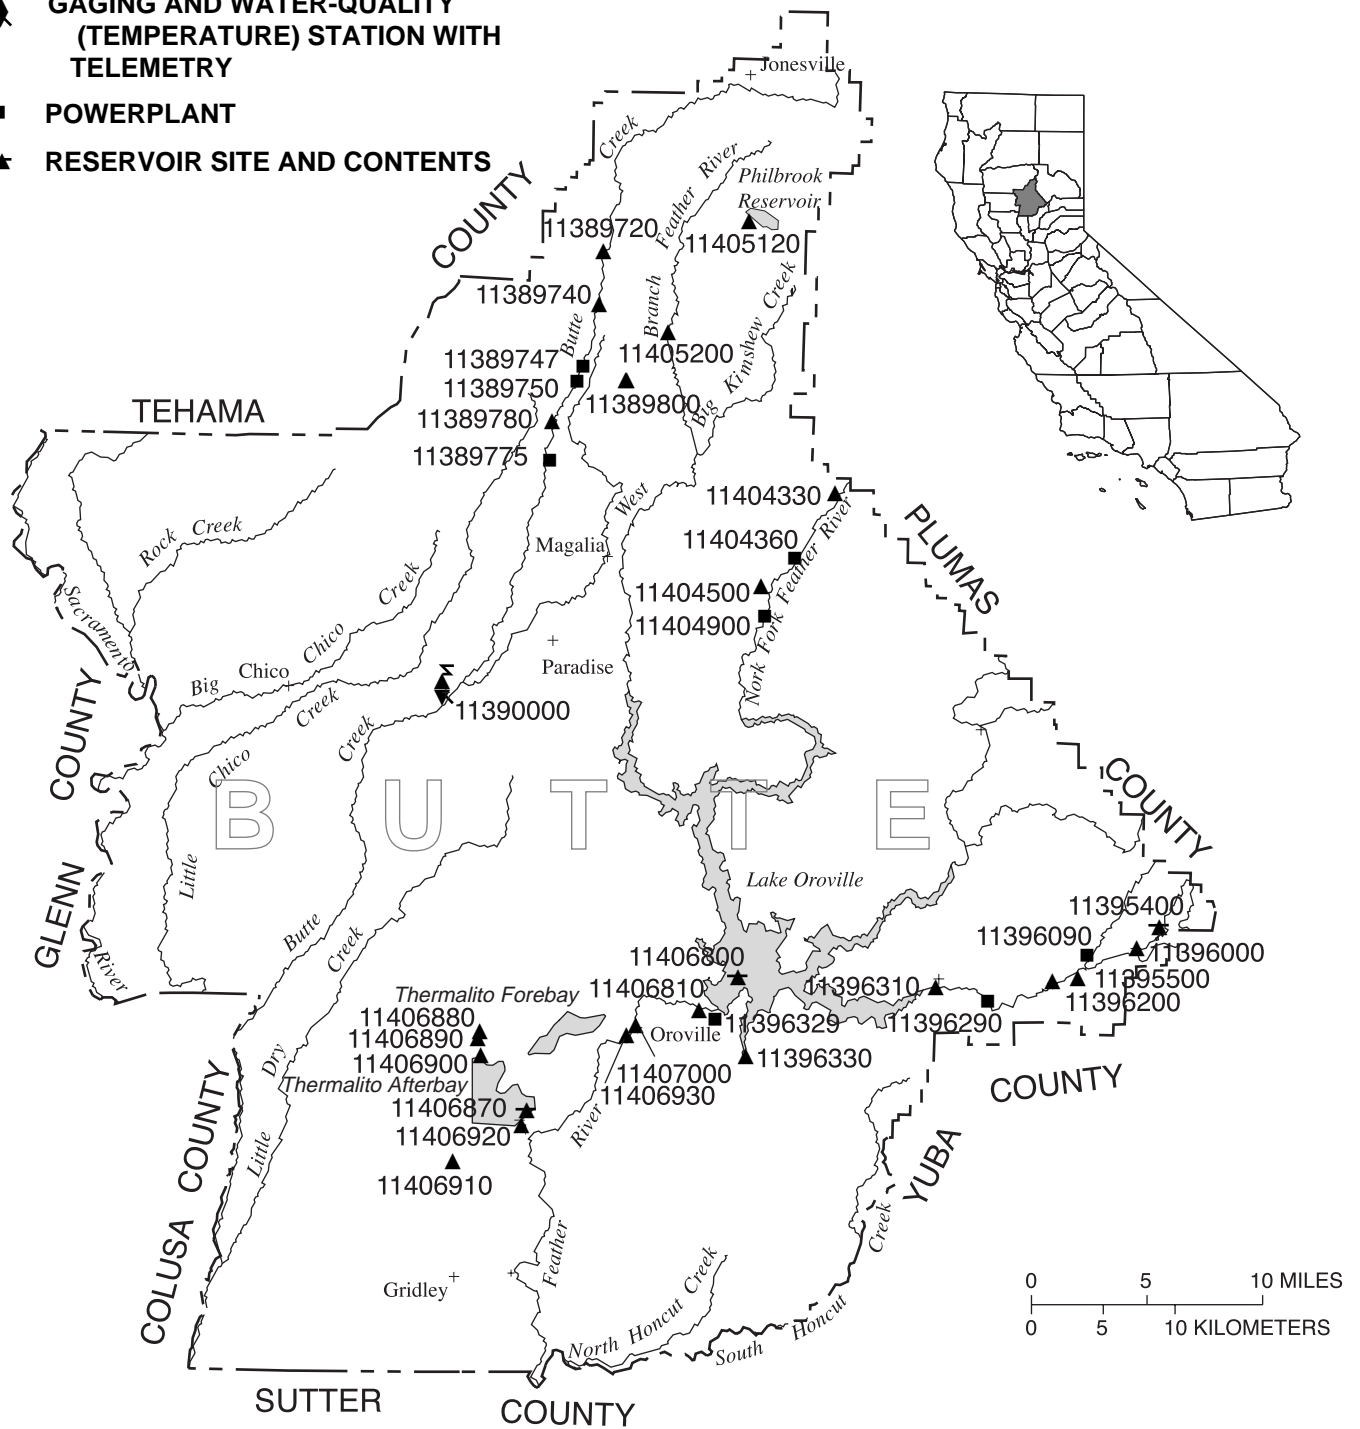 GAGING AND WATER-QUALITY
(TEMPERATURE) STATION WITH
TELEMETRY
POWERPLANT
RESERVOIR SITE AND CONTENTS
Jonesville
Creek
Feather River
Philbrook
Reservoir
COUNTY
11389720
11405120
11389740
Butte
Branch
Big Kimshew Creek
11389747
11405200
11389750
11389800
TEHAMA
11389780
11389775
West
11404330
PLUMAS
Rock Creek
Magalia
11404360
Nork Fork Feather River
11404500
11404900
Sacramento
Big Chico Creek
Chico
Paradise
COUNTY
Creek
11390000
Creek
Chico
COUNTY
BUTTE
Little
Lake Oroville
GLENN
River
Butte
Creek
11395400
11396090
11396000
11406800
11395500
11406810
11396310
11396200
Thermalito Forebay
11406880
11396329
11396290
11406890
Oroville
11406900
11396330
Thermalito Afterbay
11407000
11406930
COUNTY
Dry
11406870
11406920
River
COUNTY
YUBA
Little
11406910
COLUSA
Feather
Creek
Gridley
North Honcut Creek
South Honcut
0 5 10 MILES
0 5 10 KILOMETERS
SUTTER
COUNTY